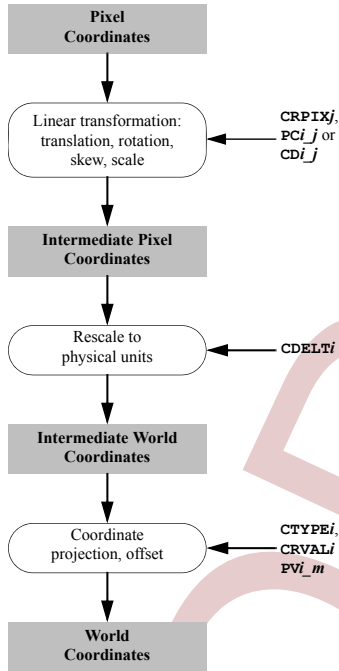 Pixel
Coordinates
Linear transformation:
translation, rotation,
skew, scale
CRPIXj,
PCi_j or
CDi_j
Intermediate Pixel
Coordinates
Rescale to
physical units
CDELTi
Intermediate World
Coordinates
Coordinate
projection, offset
CTYPEi,
CRVALi
PVi_m
World
Coordinates